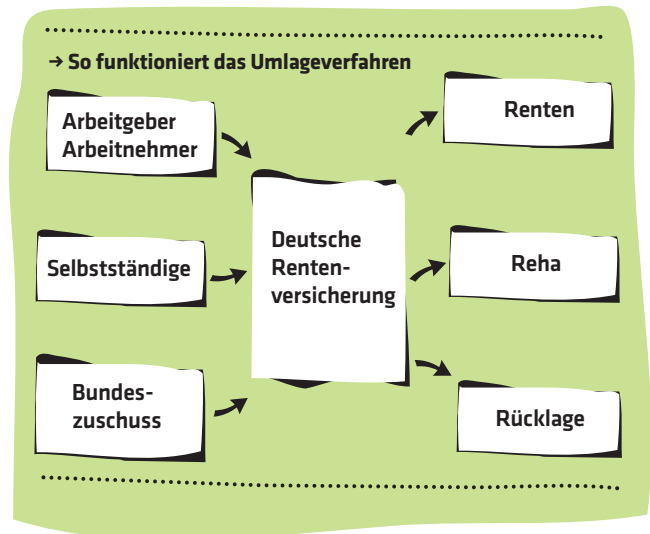 → So funktioniert das Umlageverfahren
Arbeitgeber
Arbeitnehmer
Selbstständige
Bundes-
zuschuss
Deutsche
Renten-
versicherung
Renten
Reha
Rücklage